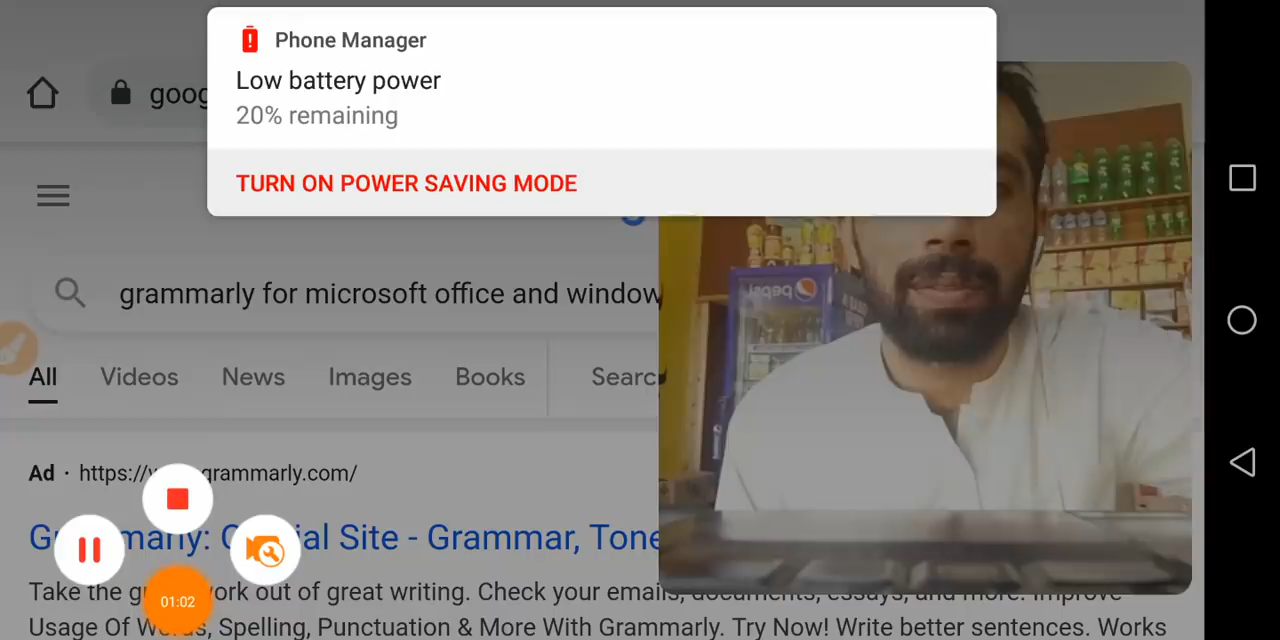 Phone Manager
Low battery power
20% remaining
TURN ON POWER SAVING MODE
goog
grammarly for microsoft office and window
All Videos News Images Books Searc
pepsi
Ad · https:// grammarly.com/
Grammarly: Official Site - Grammar, Tone
01:02
Take the work out of great writing. Check your emails, documents, essays, and more. Improve
Usage Of Words, Spelling, Punctuation & More With Grammarly. Try Now! Write better sentences. Works